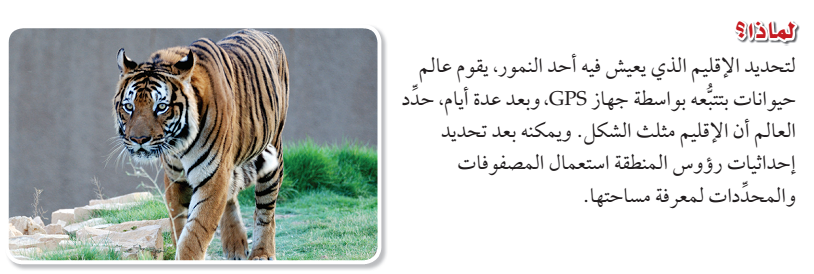 لماذا؟
لتحديد الإقليم الذي يعيش فيه أحد النمور، يقوم عالم
حيوانات بتتبُّعه بواسطة جهاز GPS، وبعد عدة أيام، حدَّد
العالم أن الإقليم مثلث الشكل. ويمكنه بعد تحديد
إحداثيات رؤوس المنطقة استعمال المصفوفات
والمحدِّدات لمعرفة مساحتها.